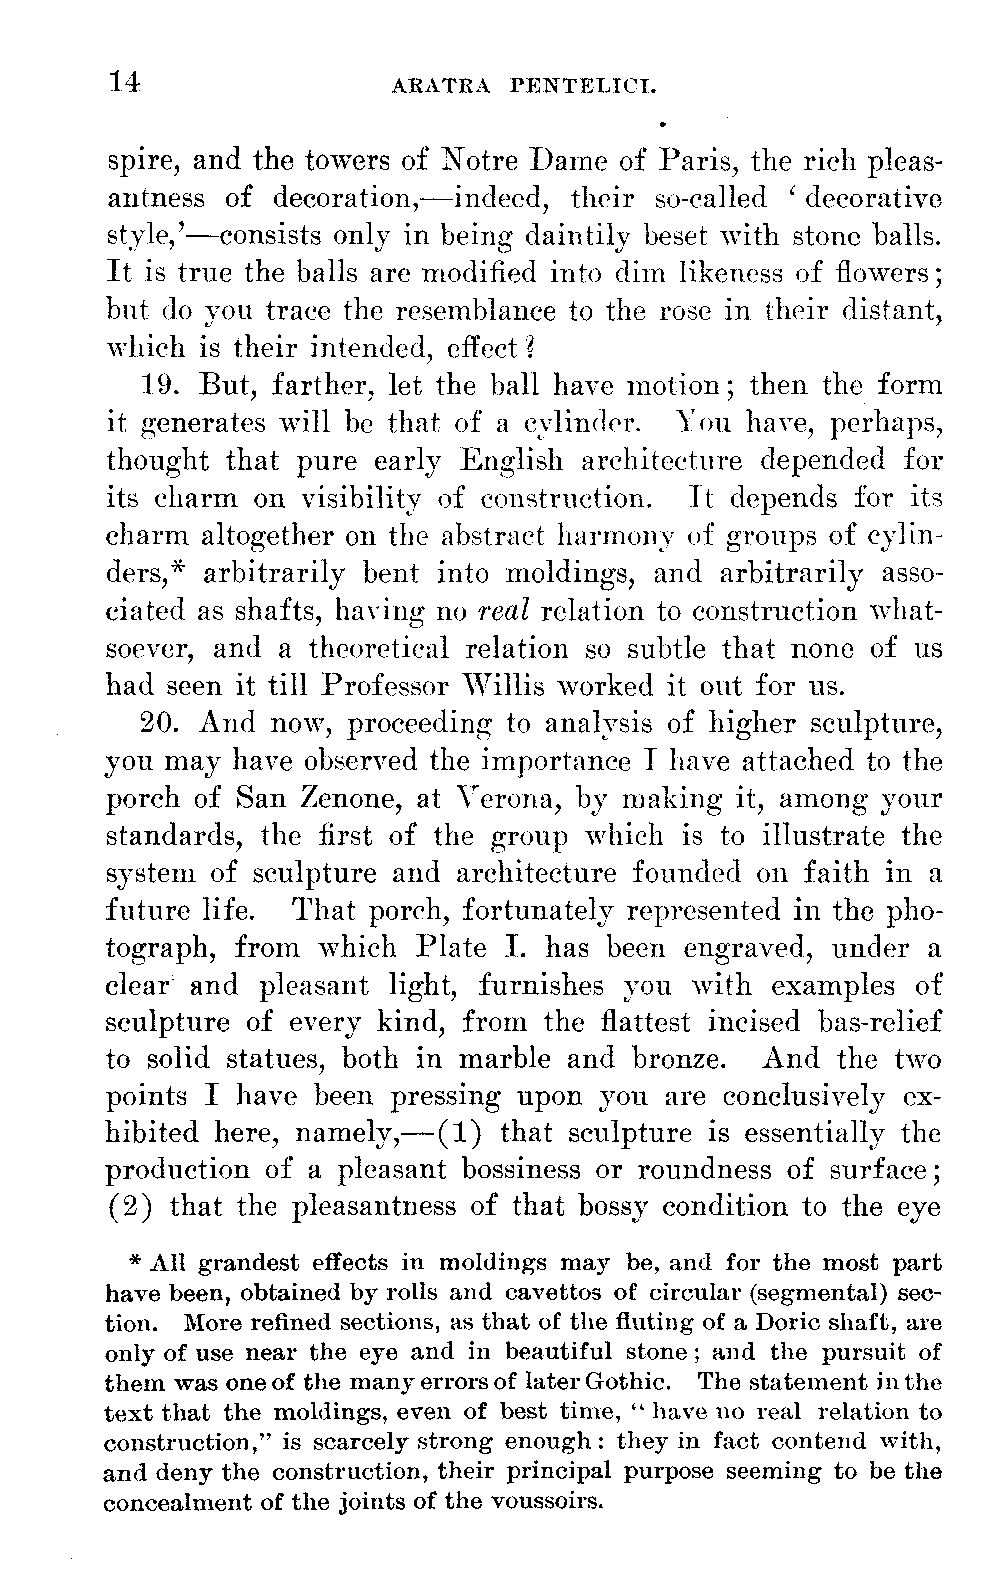 14 ARATRA PENTELICI.
spire, and the towers of Notre Dame of Paris, the rich pleas-
antness of decoration,—indeed, their so-called ‘decorative
style,’—consists only in being daintily beset with stone balls.
It is true the balls are modified into dim likeness of flowers;
but do you trace the resemblance to the rose in their distant,
which is their intended, effect?
19. But, farther, let the ball have motion; then the form
it generates will be that of a cylinder. You have, perhaps,
thought that pure early English architecture depended for
its charm on visibility of construction. It depends for its
charm altogether on the abstract harmony of groups of cylin-
ders,* arbitrarily bent into moldings, and arbitrarily asso-
ciated as shafts, having no real relation to construction what-
soever, and a theoretical relation so subtle that none of us
had seen it till Professor Willis worked it out for us.
20. And now, proceeding to analysis of higher sculpture,
you may have observed the importance I have attached to the
porch of San Zenone, at Verona, by making it, among your
standards, the first of the group which is to illustrate the
system of sculpture and architecture founded on faith in a
future life. That porch, fortunately represented in the pho-
tograph, from which Plate I. has been engraved, under a
clear and pleasant light, furnishes you with examples of
sculpture of every kind, from the flattest incised bas-relief
to solid statues, both in marble and bronze. And the two
points I have been pressing upon you are conclusively ex-
hibited here, namely,—(1) that sculpture is essentially the
production of a pleasant bossiness or roundness of surface;
(2) that the pleasantness of that bossy condition to the eye
* All grandest effects in moldings may be, and for the most part
have been, obtained by rolls and cavettos of circular (segmental) sec-
tion. More refined sections, as that of the fluting of a Doric shaft, are
only of use near the eye and in beautiful stone; and the pursuit of
them was one of the many errors of later Gothic. The statement in the
text that the moldings, even of best time, “have no real relation to
construction,” is scarcely strong enough: they in fact contend with,
and deny the construction, their principal purpose seeming to be the
concealment of the joints of the voussoirs.